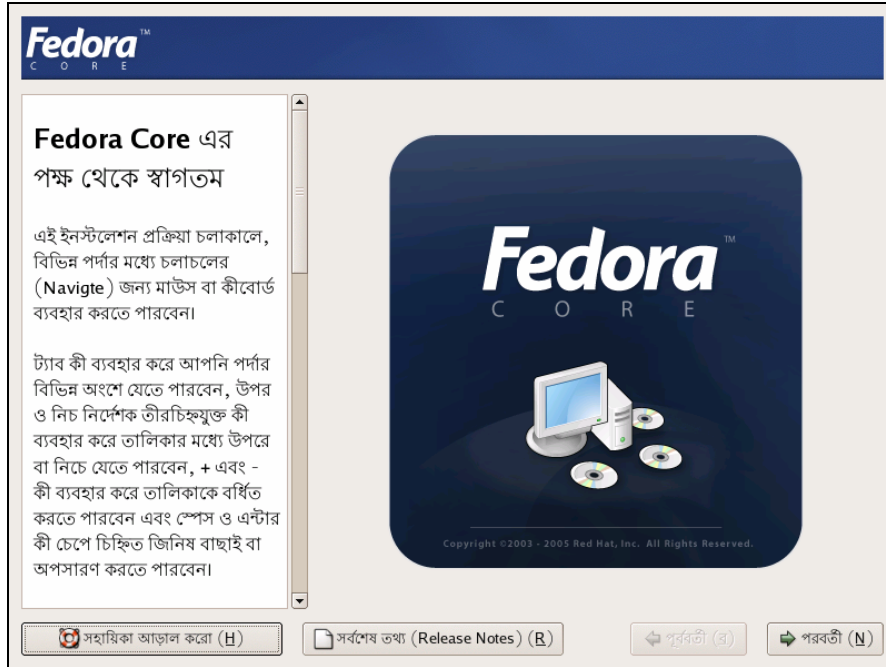 Fedora™
CORE
Fedora Core এর
পক্ষ থেকে স্বাগতম
এই ইনস্টলেশন প্রক্রিয়া চলাকালে,
বিভিন্ন পর্দার মধ্যে চলাচলের
(Navigte) জন্য মাউস বা কীবোর্ড
ব্যবহার করতে পারবেন।
ট্যাব কী ব্যবহার করে আপনি পর্দার
বিভিন্ন অংশে যেতে পারবেন, উপর
ও নিচ নির্দেশক তীরচিহ্নযুক্ত কী
ব্যবহার করে তালিকার মধ্যে উপরে
বা নিচে যেতে পারবেন, + এবং -
কী ব্যবহার করে তালিকাকে বর্ধিত
করতে পারবেন এবং স্পেস ও এন্টার
কী চেপে চিহ্নিত জিনিষ বাছাই বা
অপসারণ করতে পারবেন।
Fedora™
CORE
Copyright ©2003 - 2005 Red Hat, Inc. All Rights Reserved.
সহায়িকা আড়াল করো (H)
সর্বশেষ তথ্য (Release Notes) (R)
পূর্ববর্তী
পরবর্তী (N)